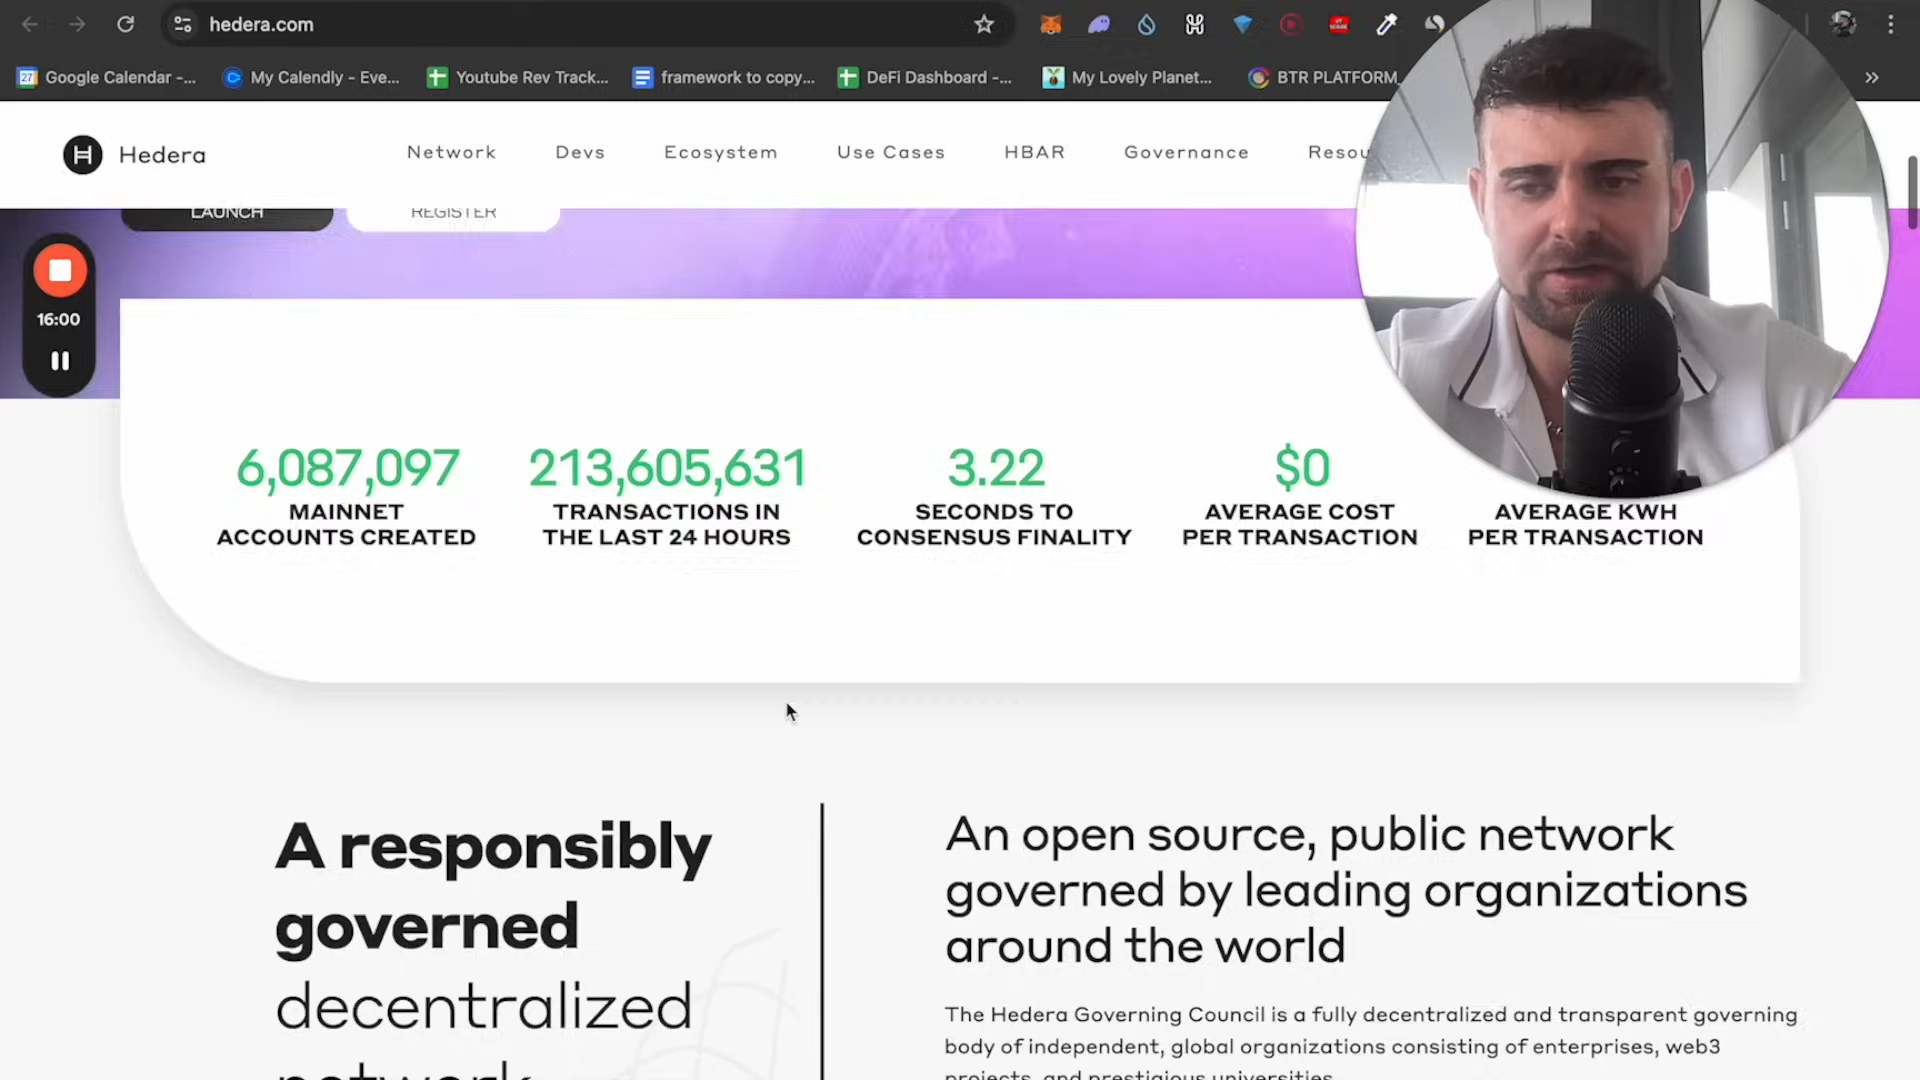 hedera.com
Google Calendar -...
My Calendly - Eve...
Youtube Rev Track...
framework to copy...
DeFi Dashboard -...
My Lovely Planet...
BTR PLATFORM
Hedera
Network
Devs
Ecosystem
Use Cases
HBAR
Governance
Resou
LAUNCH
REGISTER
16:00
6,087,097
MAINNET
ACCOUNTS CREATED
213,605,631
TRANSACTIONS IN
THE LAST 24 HOURS
3.22
SECONDS TO
CONSENSUS FINALITY
$0
AVERAGE COST
PER TRANSACTION
AVERAGE KWH
PER TRANSACTION
A responsibly
governed
decentralized
network
An open source, public network
governed by leading organizations
around the world
The Hedera Governing Council is a fully decentralized and transparent governing
body of independent, global organizations consisting of enterprises, web3
projects, and prestigious universities.